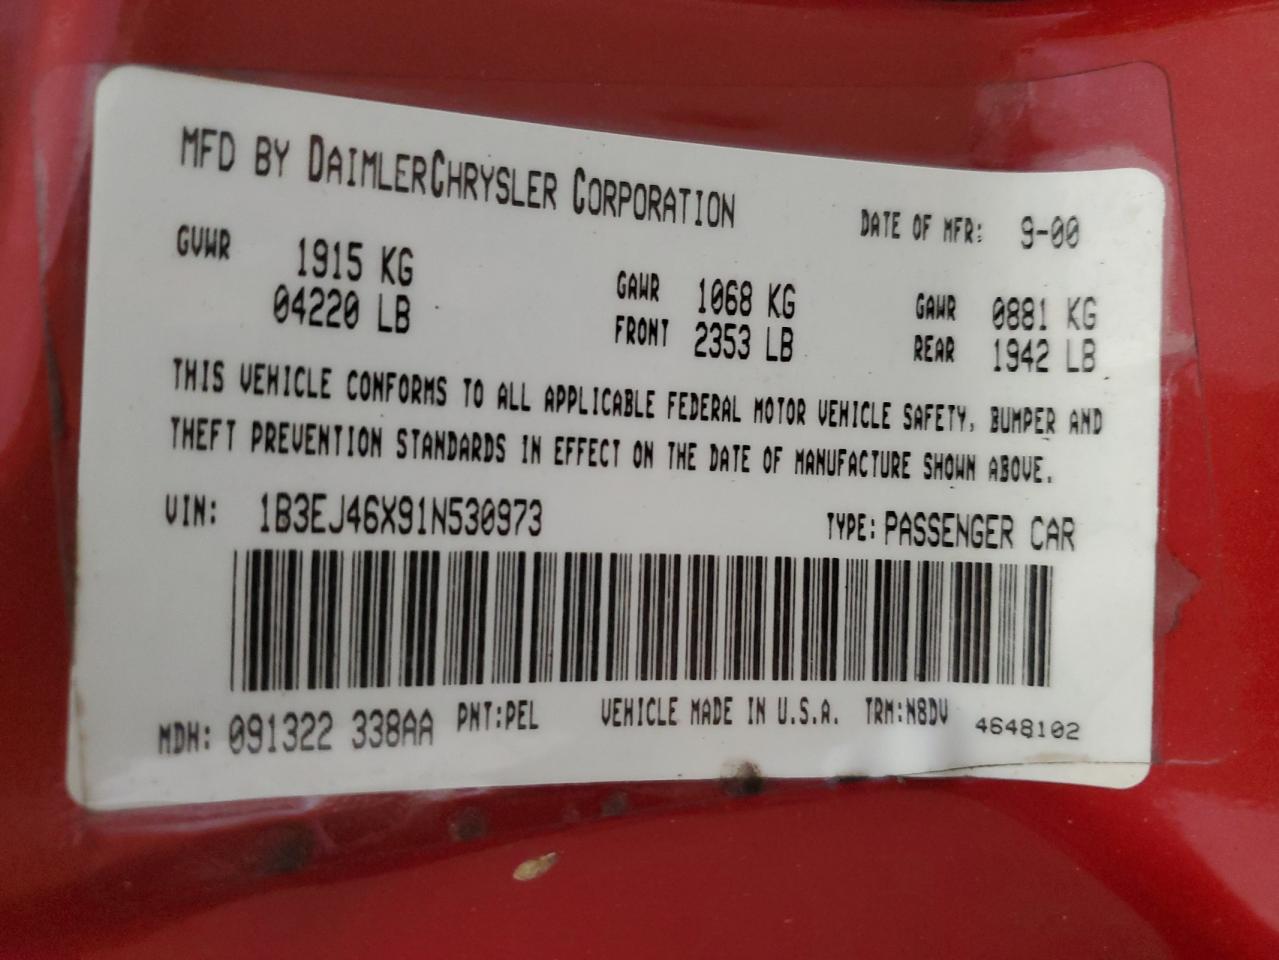 MFD BY DAIMLERCHRYSLER CORPORATION
DATE OF MFR: 9-00
GVWR 1915 KG
04220 LB
GAWR 1068 KG
FRONT 2353 LB
GAWR 0881 KG
REAR 1942 LB
THIS VEHICLE CONFORMS TO ALL APPLICABLE FEDERAL MOTOR VEHICLE SAFETY, BUMPER AND
THEFT PREVENTION STANDARDS IN EFFECT ON THE DATE OF MANUFACTURE SHOWN ABOVE.
VIN: 1B3EJ46X91N530973 TYPE: PASSENGER CAR
MDH: 091322 338AA PNT:PEL VEHICLE MADE IN U.S.A. TRM:N8DV 4648102